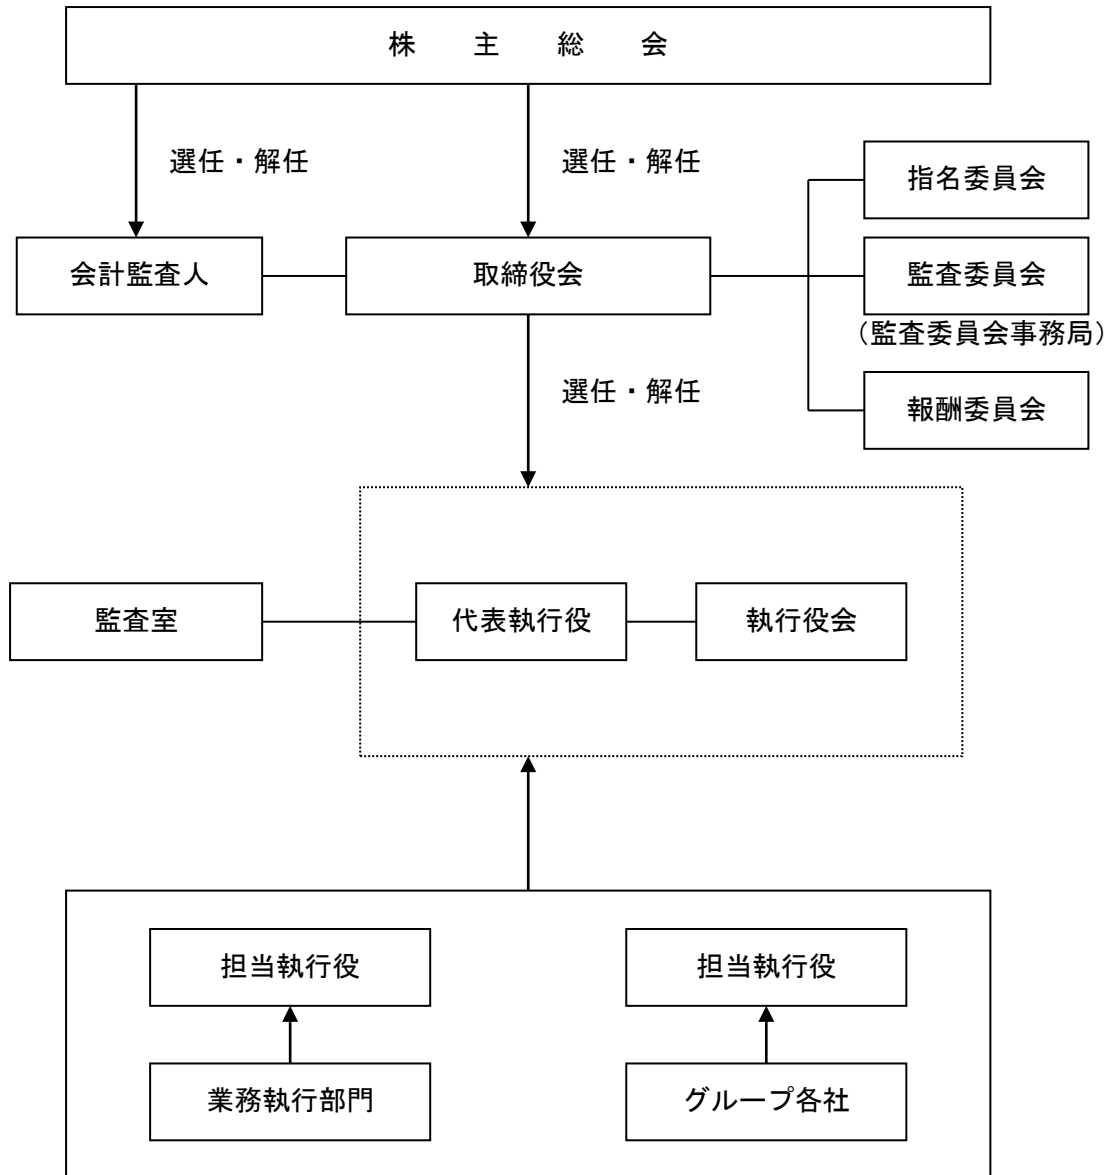 株主総会
選任・解任
選任・解任
指名委員会
会計監査人
取締役会
監査委員会
（監査委員会事務局）
選任・解任
報酬委員会
監査室
代表執行役
執行役会
担当執行役
担当執行役
業務執行部門
グループ各社